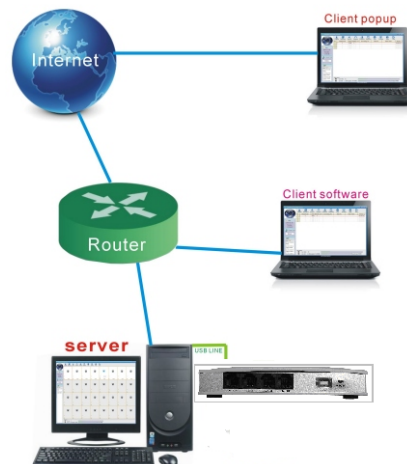 Client popup
Internet
Client software
Router
server
USB LINE